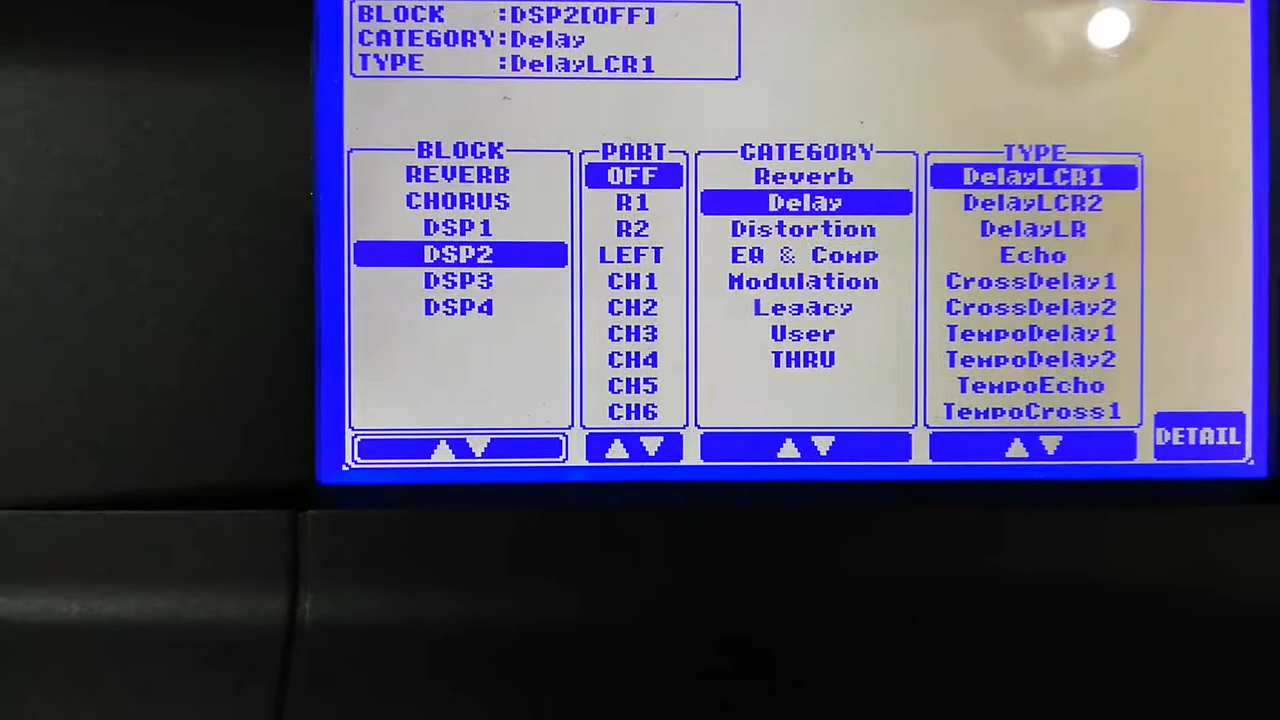 BLOCK :DSP2[OFF]
CATEGORY:Delay
TYPE :DelayLCR1
BLOCK
REVERB
CHORUS
DSP1
DSP2
DSP3
DSP4
PART
OFF
R1
R2
LEFT
CH1
CH2
CH3
CH4
CH5
CH6
CATEGORY
Reverb
Delay
Distortion
EQ & Comp
Modulation
Legacy
User
THRU
TYPE
DelayLCR1
DelayLCR2
DelayLR
Echo
CrossDelay1
CrossDelay2
TempoDelay1
TempoDelay2
TempoEcho
TempoCross1
DETAIL